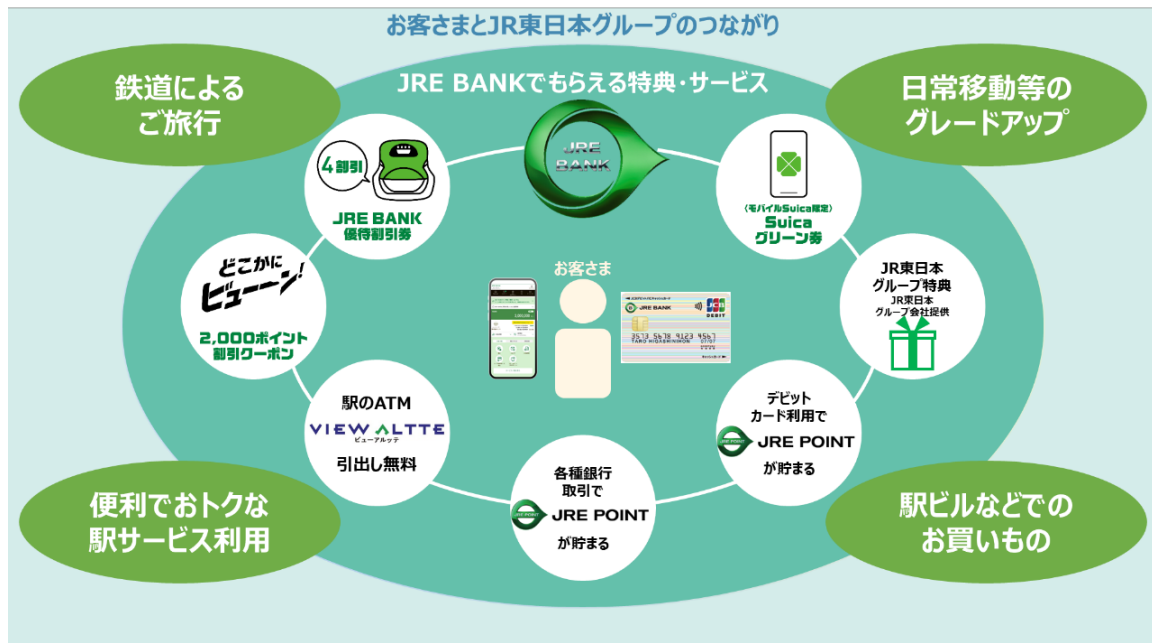 お客さまとJR東日本グループのつながり
鉄道による
ご旅行
JRE BANKでもらえる特典・サービス
日常移動等の
グレードアップ
JRE
BANK
4割引
JRE BANK
優待割引券
(モバイルSuica限定)
Suica
グリーン券
どこかに
ビューーン!
2,000ポイント
割引クーポン
お客さま
JRE BANK
JCB
DEBIT
3573 5678 9123 4567
TARO HIGASHINIHON 07/07
JR東日本
グループ特典
JR東日本
グループ会社提供
駅のATM
VIEW ALTTE
ビューアルッテ
引出し無料
各種銀行
取引で
JRE POINT
が貯まる
デビット
カード利用で
JRE POINT
が貯まる
便利でおトクな
駅サービス利用
駅ビルなどでの
お買いもの